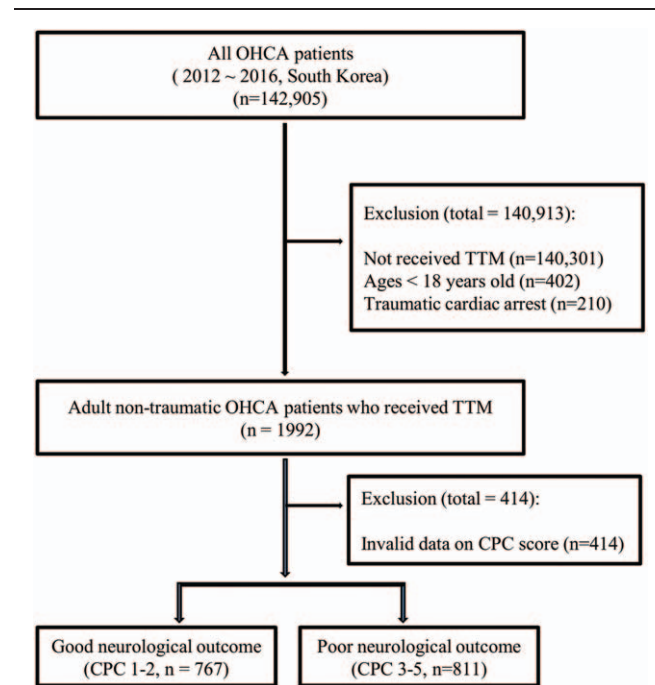 All OHCA patients
( 2012 ~ 2016, South Korea)
(n=142,905)
Exclusion (total = 140,913):
Not received TTM (n=140,301)
Ages < 18 years old (n=402)
Traumatic cardiac arrest (n=210)
Adult non-traumatic OHCA patients who received TTM
(n = 1992)
Exclusion (total = 414):
Invalid data on CPC score (n=414)
Good neurological outcome
(CPC 1-2, n = 767)
Poor neurological outcome
(CPC 3-5, n=811)